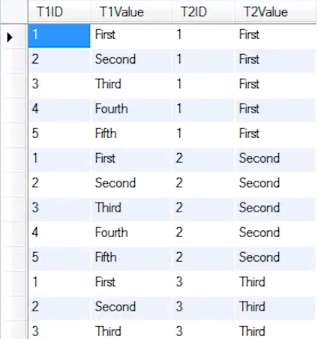 T1ID T1Value T2ID T2Value
1 First 1 First
2 Second 1 First
3 Third 1 First
4 Fourth 1 First
5 Fifth 1 First
1 First 2 Second
2 Second 2 Second
3 Third 2 Second
4 Fourth 2 Second
5 Fifth 2 Second
1 First 3 Third
2 Second 3 Third
3 Third 3 Third